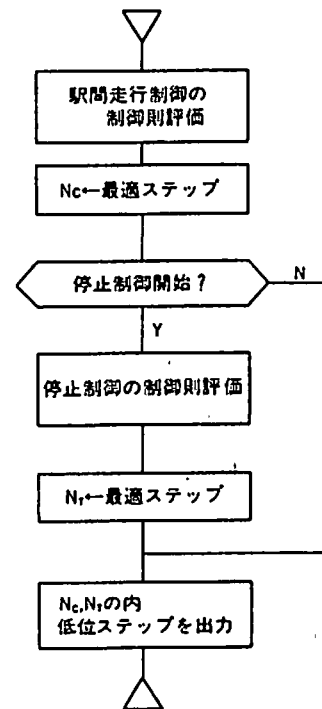 駅間走行制御の
制御則評価
Nc←最適ステップ
停止制御開始?
N
Y
停止制御の制御則評価
NT←最適ステップ
Nc,NTの内
低位ステップを出力